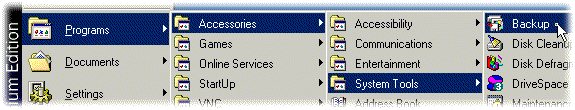 um Edition
Programs
Documents
Settings
Accessories
Games
Online Services
StartUp
VNC
Accessibility
Communications
Entertainment
System Tools
Address Book
Backup
Disk Cleanu
Disk Defrag
DriveSpace
Maintenance